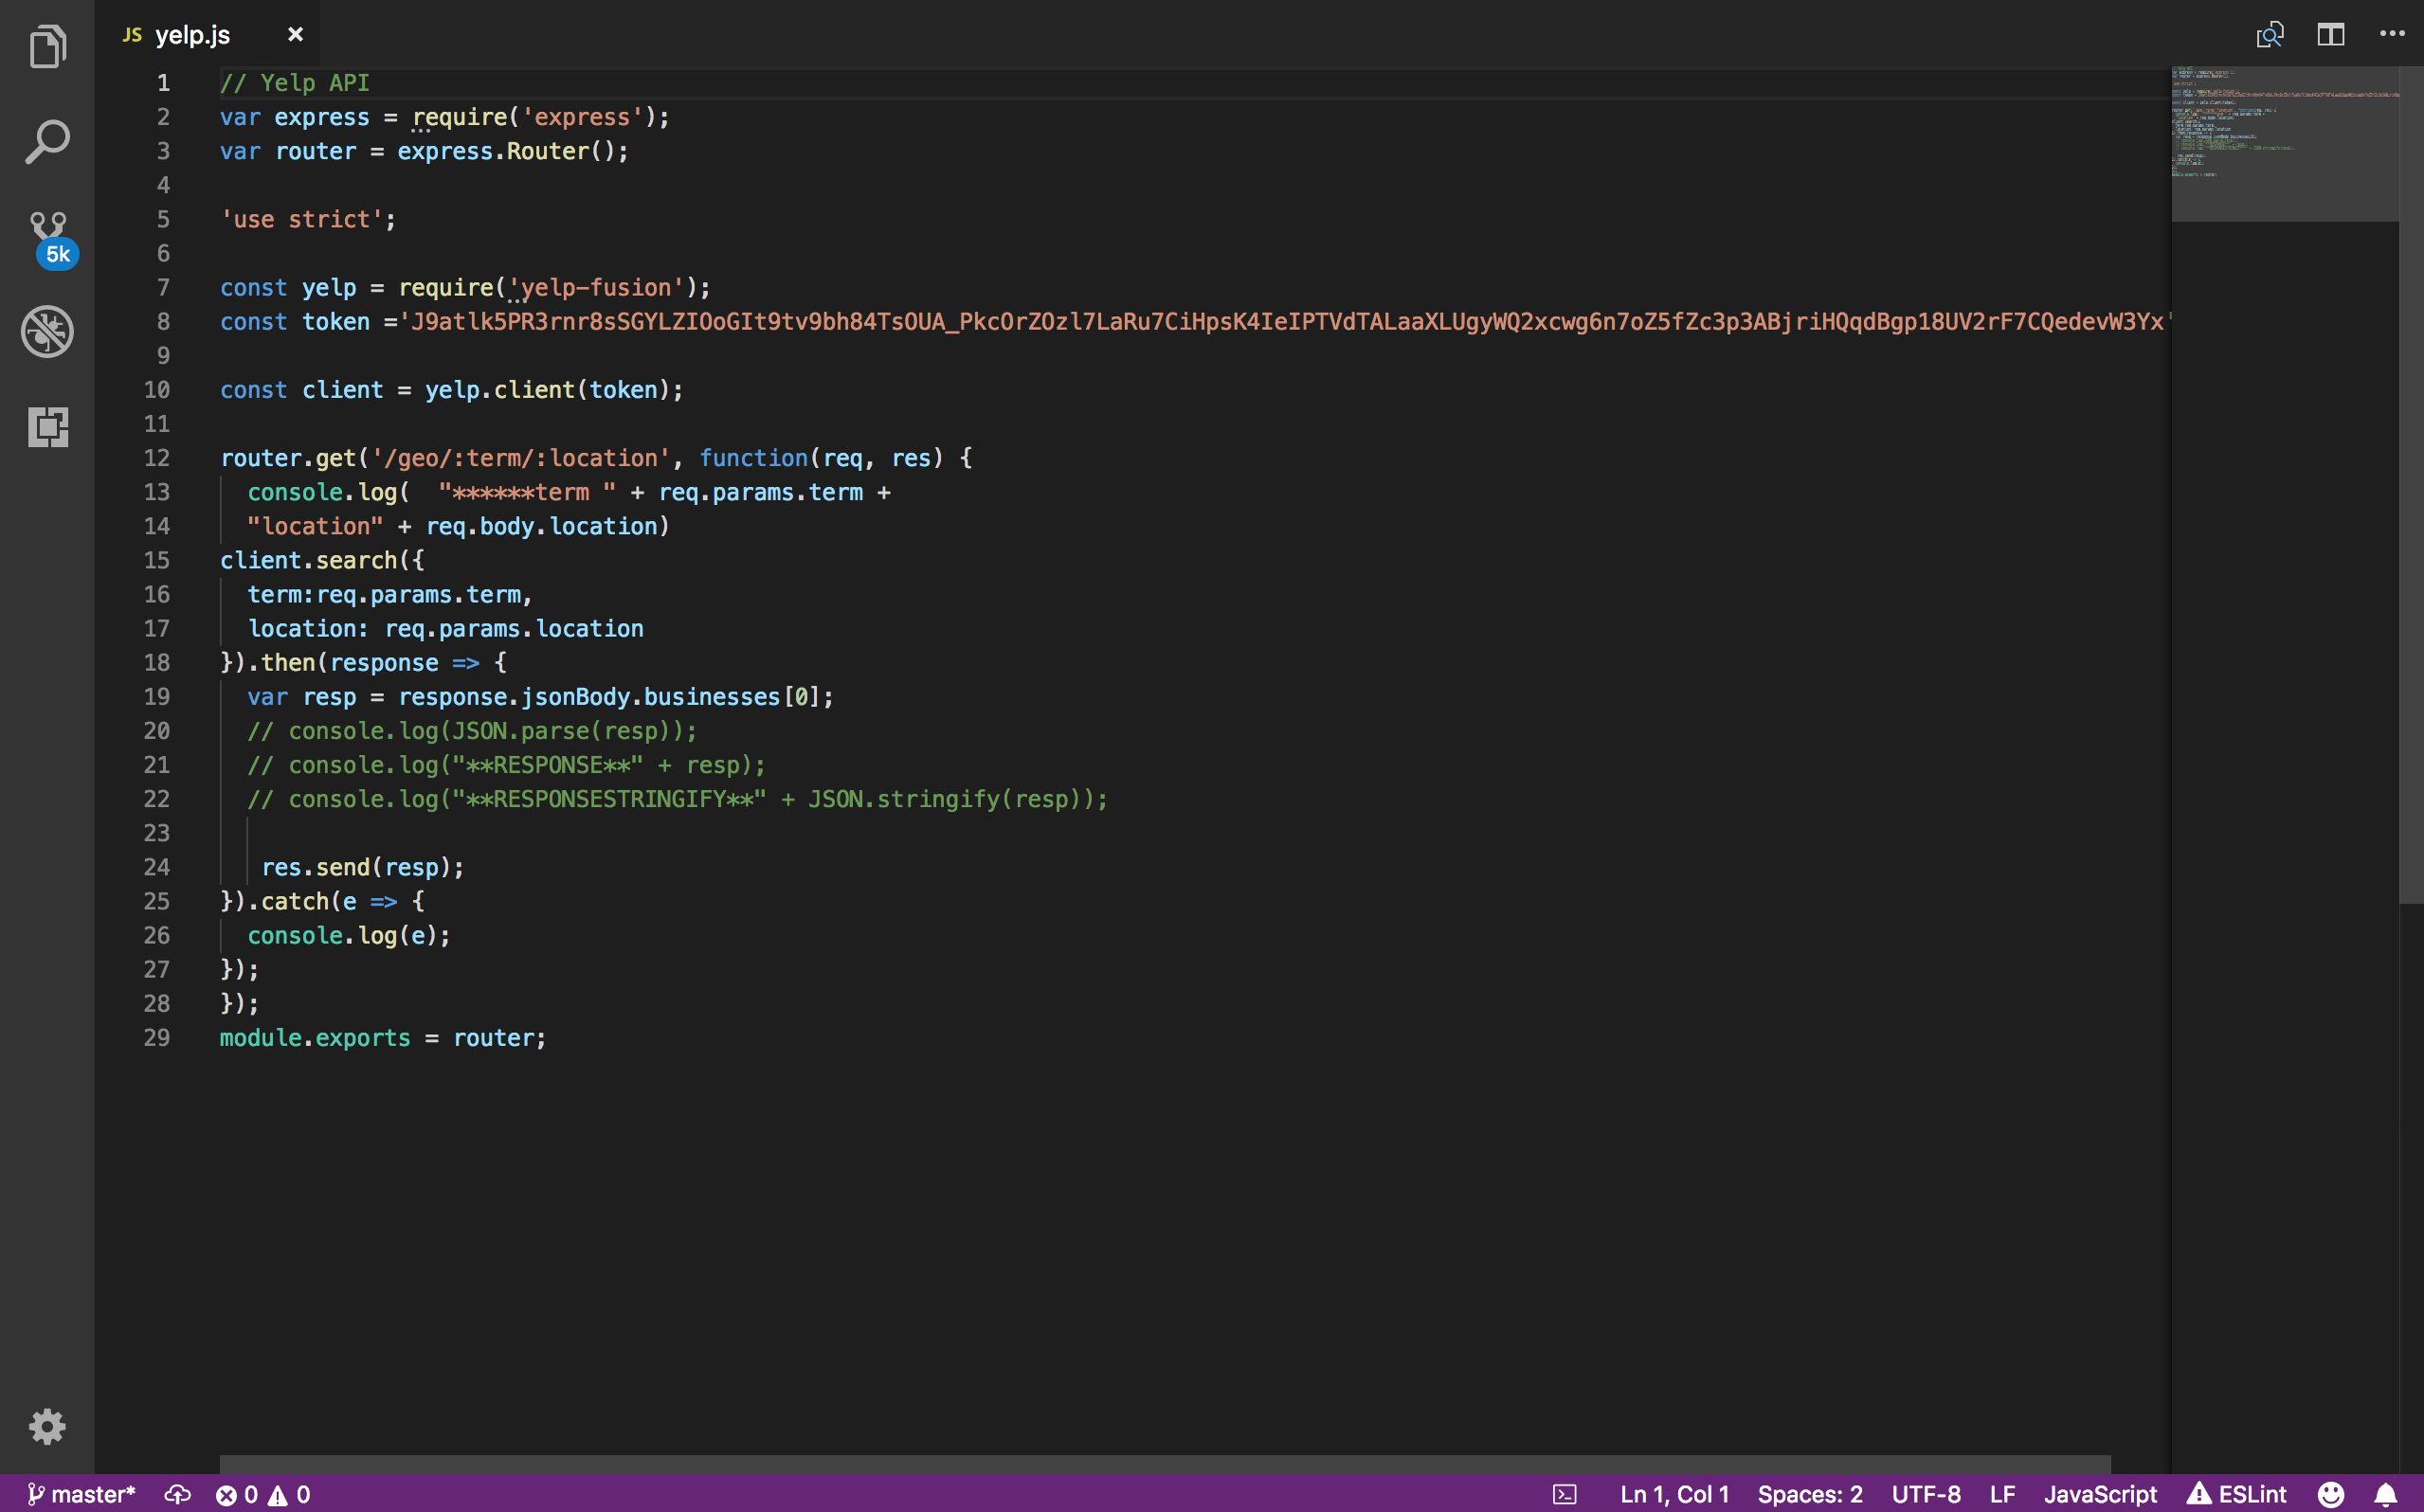 JS yelp.js
1 // Yelp API
2 var express = require('express');
3 var router = express.Router();
4
5 'use strict';
6
7 const yelp = require('yelp-fusion');
8 const token ='J9atlk5PR3rnr8sSGYLZIOoGIt9tv9bh84TsOUA_PkcOrZOzl7LaRu7CiHpsK4IeIPTVdTALaaXLUgyWQ2xcwg6n7oZ5fZc3p3ABjriHQqdBgp18UV2rF7CQedevW3Yx'
9
10 const client = yelp.client(token);
11
12 router.get('/geo/:term/:location', function(req, res) {
13 console.log(  "******term " + req.params.term +
14 "location" + req.body.location)
15 client.search({
16 term:req.params.term,
17 location: req.params.location
18 }).then(response => {
19 var resp = response.jsonBody.businesses[0];
20 // console.log(JSON.parse(resp));
21 // console.log("**RESPONSE**" + resp);
22 // console.log("**RESPONSESTRINGIFY**" + JSON.stringify(resp));
23
24 res.send(resp);
25 }).catch(e => {
26 console.log(e);
27 });
28 });
29 module.exports = router;
5k
master* 0 0 Ln 1, Col 1 Spaces: 2 UTF-8 LF JavaScript ESLint